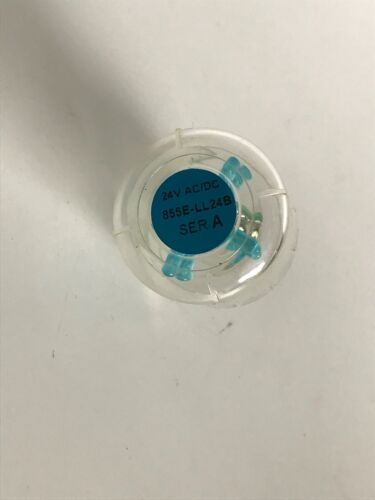 24V AC/DC
855E-LL24B
SER A